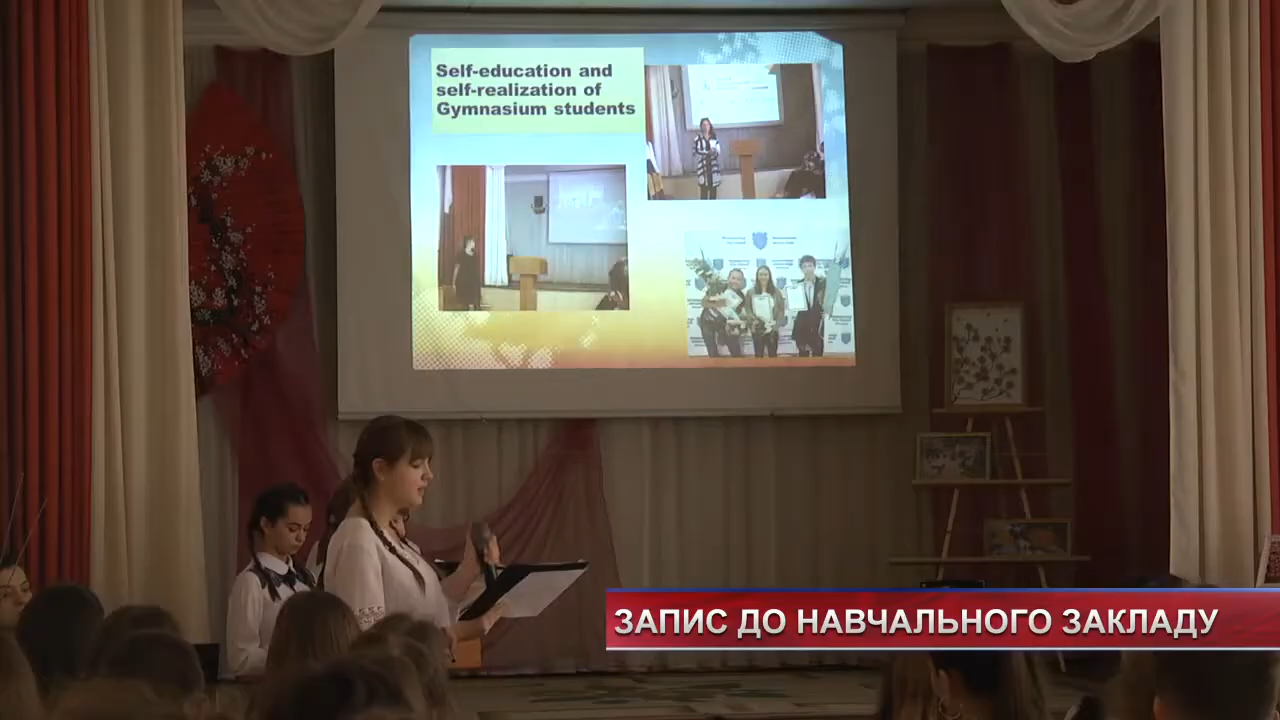 Self-education and
self-realization of
Gymnasium students
ЗАПИС ДО НАВЧАЛЬНОГО ЗАКЛАДУ